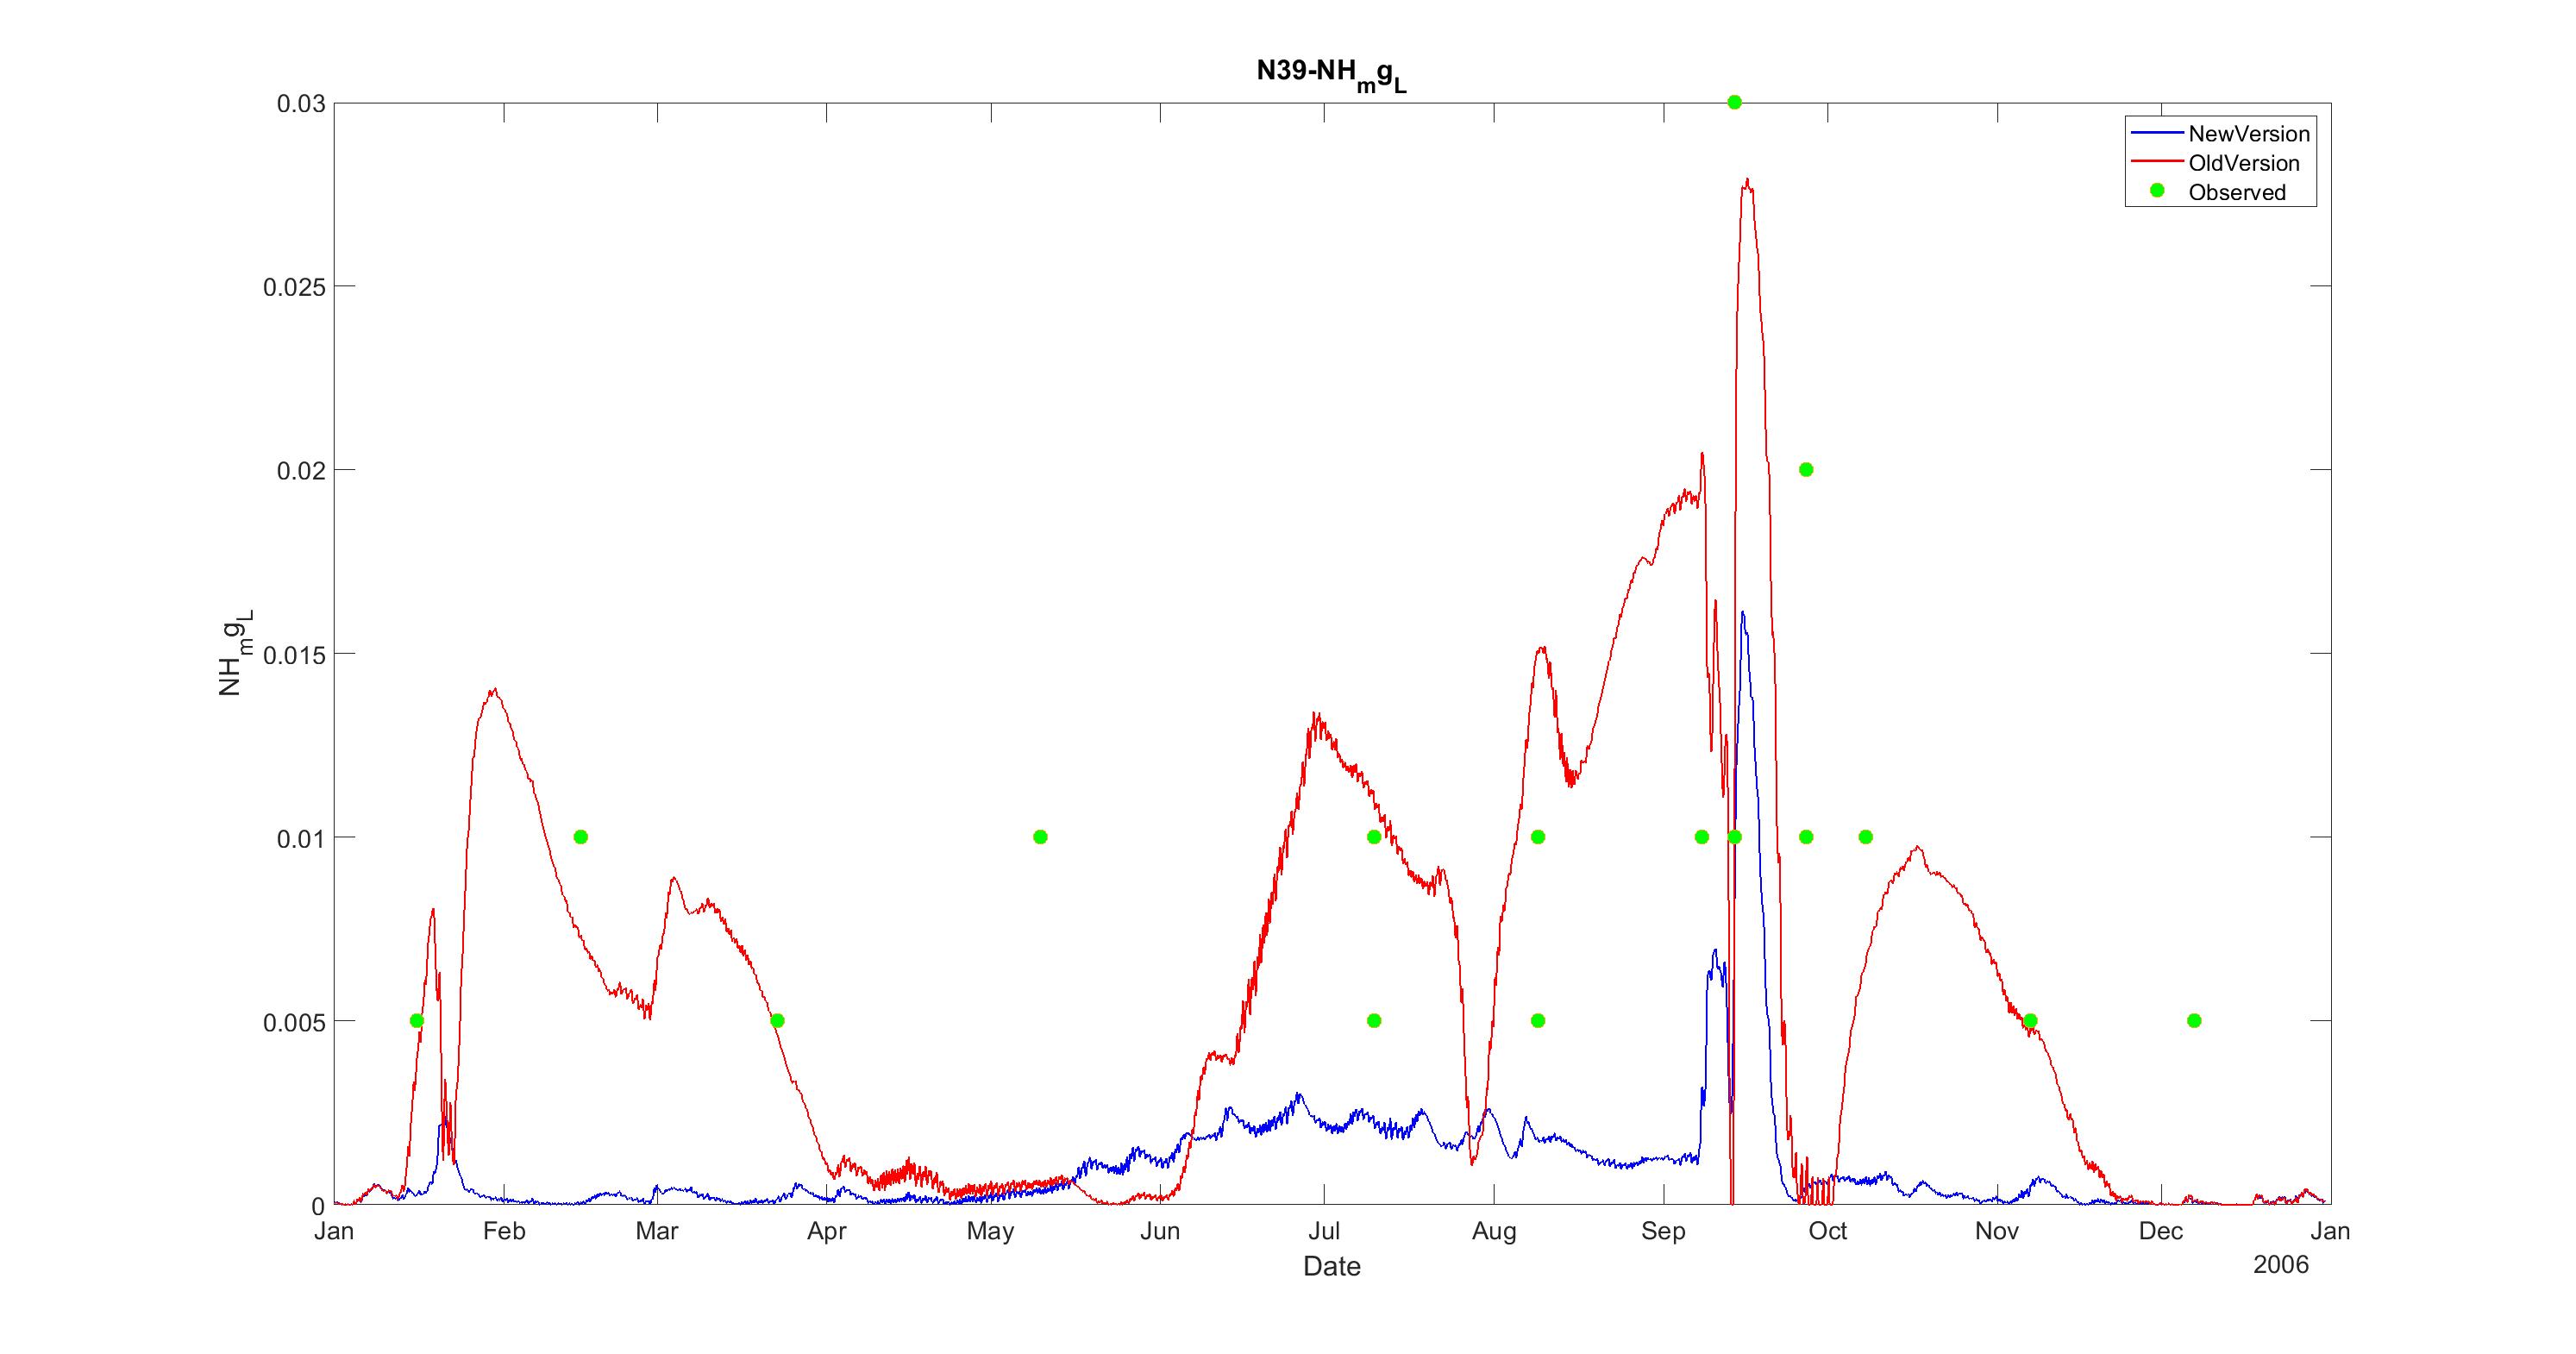 N39-NHmgL
0.03
0.025
0.02
0.015
0.01
0.005
0
NHmgL
NewVersion
OldVersion
Observed
Jan Feb Mar Apr May Jun Jul Aug Sep Oct Nov Dec Jan
Date
2006